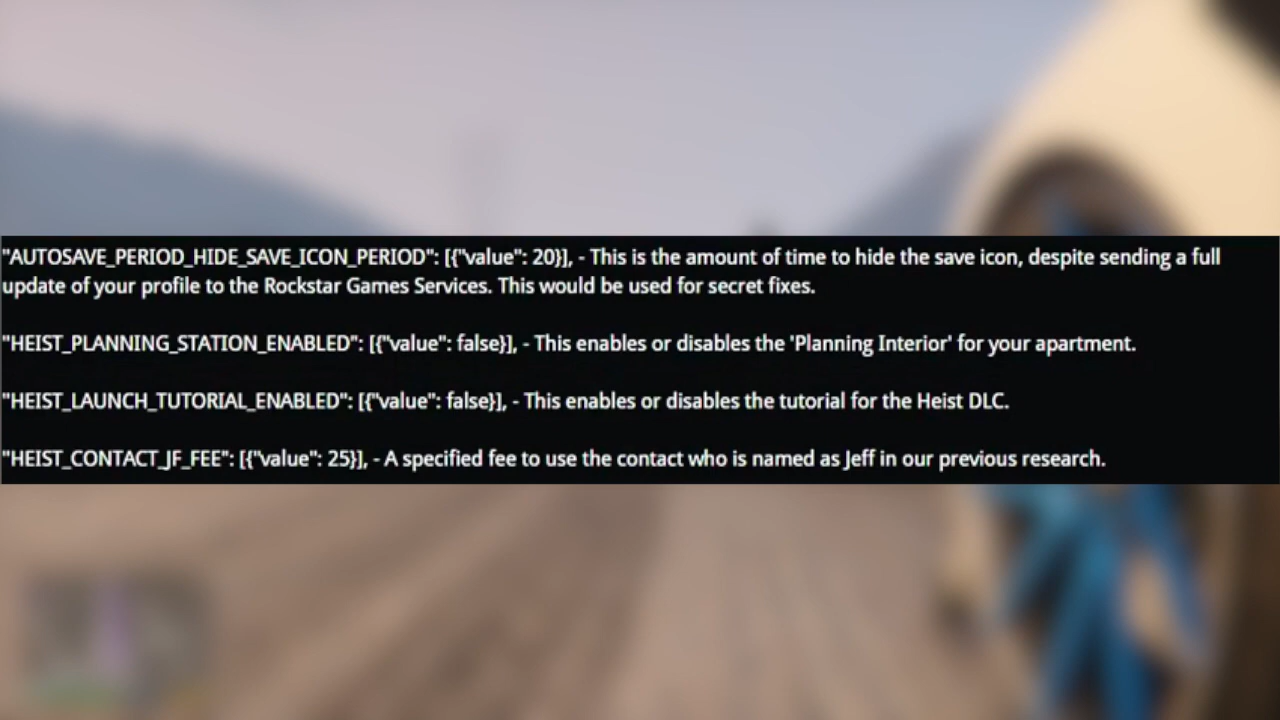 "AUTOSAVE_PERIOD_HIDE_SAVE_ICON_PERIOD": [{"value": 20}], - This is the amount of time to hide the save icon, despite sending a full
update of your profile to the Rockstar Games Services. This would be used for secret fixes.
"HEIST_PLANNING_STATION_ENABLED": [{"value": false}], - This enables or disables the 'Planning Interior' for your apartment.
"HEIST_LAUNCH_TUTORIAL_ENABLED": [{"value": false}], - This enables or disables the tutorial for the Heist DLC.
"HEIST_CONTACT_JF_FEE": [{"value": 25}], - A specified fee to use the contact who is named as Jeff in our previous research.